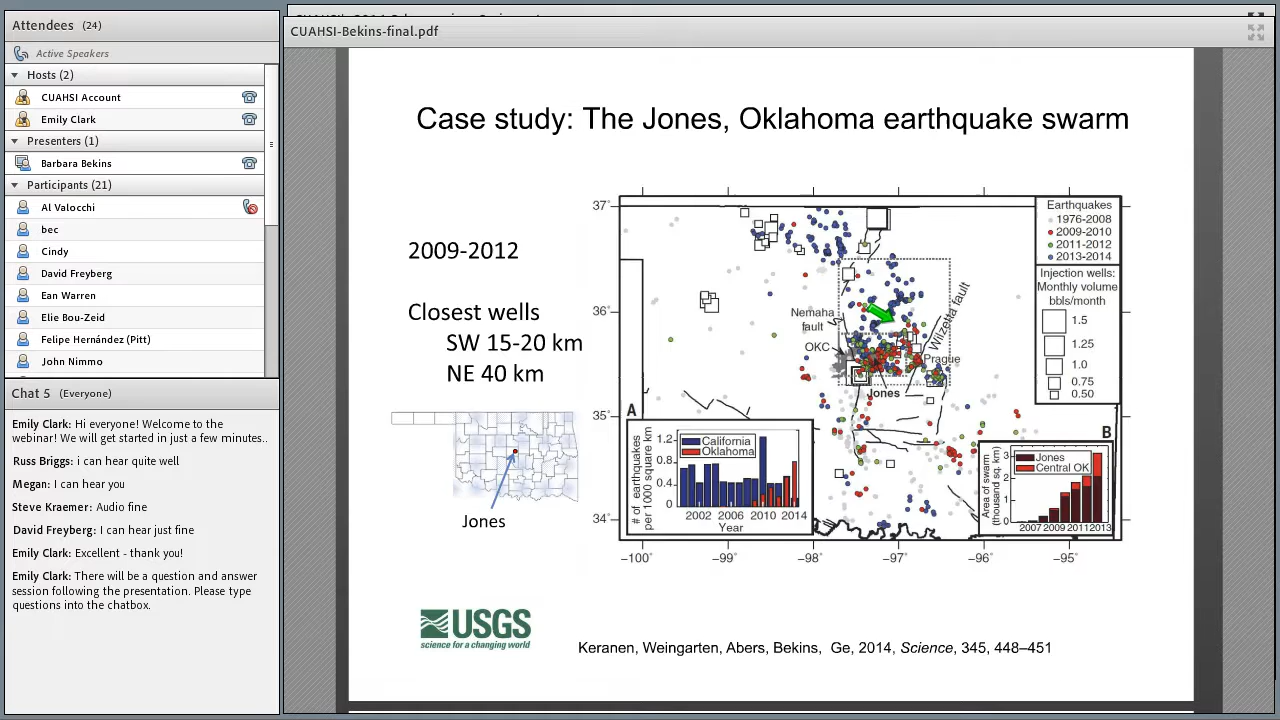 Attendees (24)
Active Speakers
Hosts (2)
CUAHSI Account
Emily Clark
Presenters (1)
Barbara Bekins
Participants (21)
Al Valocchi
bec
Cindy
David Freyberg
Ean Warren
Elie Bou-Zeid
Felipe Hernández (Pitt)
John Nimmo
Chat 5 (Everyone)
Emily Clark: Hi everyone! Welcome to the
webinar! We will get started in just a few minutes..
Russ Briggs: i can hear quite well
Megan: I can hear you
Steve Kraemer: Audio fine
David Freyberg: I can hear just fine
Emily Clark: Excellent - thank you!
Emily Clark: There will be a question and answer
session following the presentation. Please type
questions into the chatbox.
CUAHSI-Bekins-final.pdf
Case study: The Jones, Oklahoma earthquake swarm
2009-2012
Closest wells
SW 15-20 km
NE 40 km
Jones
37°
36°
35°
34°
−100°
−99°
−98°
−97°
−96°
−95°
Nemaha
fault
OKC
Wilzetta fault
Prague
Jones
Earthquakes
1976-2008
2009-2010
2011-2012
2013-2014
Injection wells:
Monthly volume
bbls/month
1.5
1.25
1.0
0.75
0.50
A
# of earthquakes
per 1000 square km
1.2
0.8
0.4
0
California
Oklahoma
2002 2006 2010 2014
Year
B
Area of swarm
(thousand sq. km)
3
2
1
0
Jones
Central OK
2007 2009 2011 2013
USGS
science for a changing world
Keranen, Weingarten, Abers, Bekins, Ge, 2014, Science, 345, 448–451